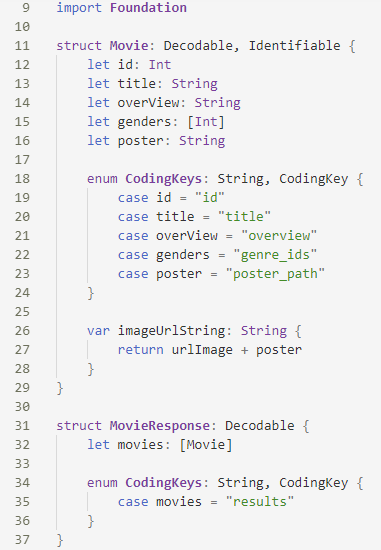 9 import Foundation
10
11 struct Movie: Decodable, Identifiable {
12     let id: Int
13     let title: String
14     let overView: String
15     let genders: [Int]
16     let poster: String
17
18     enum CodingKeys: String, CodingKey {
19         case id = "id"
20         case title = "title"
21         case overView = "overview"
22         case genders = "genre_ids"
23         case poster = "poster_path"
24     }
25
26     var imageUrlString: String {
27         return urlImage + poster
28     }
29 }
30
31 struct MovieResponse: Decodable {
32     let movies: [Movie]
33
34     enum CodingKeys: String, CodingKey {
35         case movies = "results"
36     }
37 }